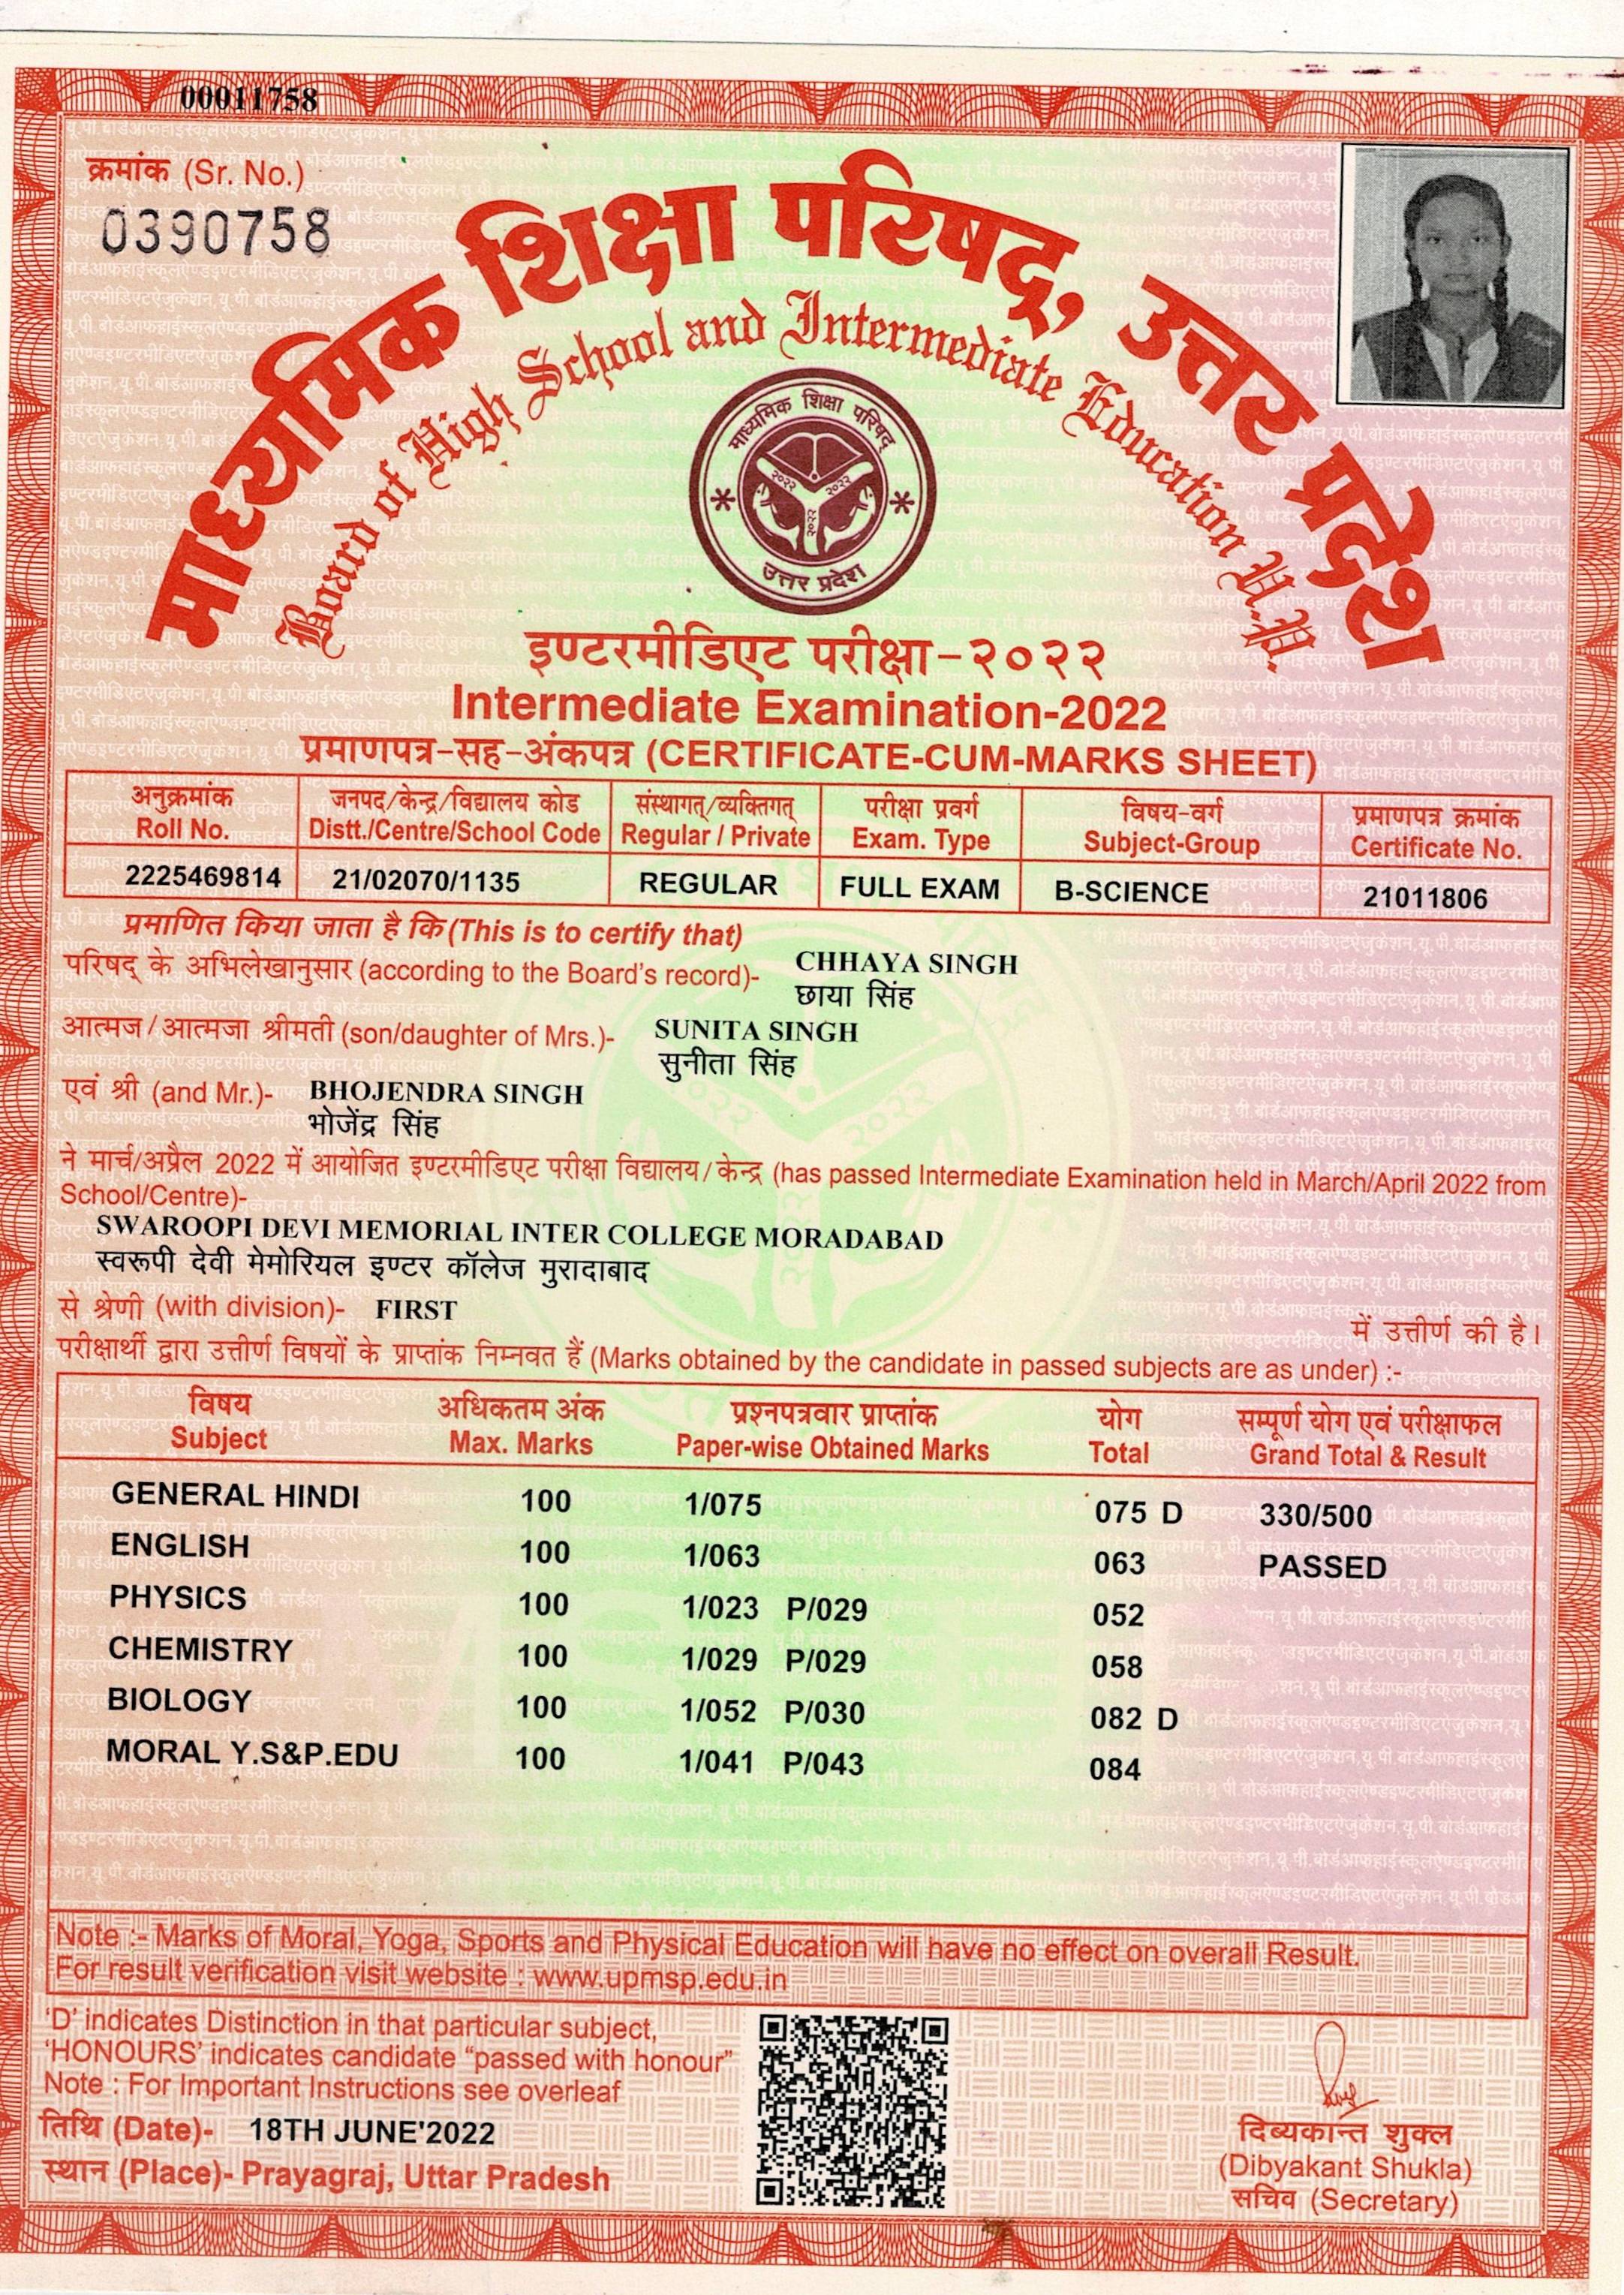 00011758
क्रमांक (Sr. No.)
0390758
माध्यमिक शिक्षा परिषद्, उत्तर प्रदेश
Board of High School and Intermediate Education U.P.
माध्यमिक शिक्षा परिषद्
२०२२ २०२२
२०२२
उत्तर प्रदेश
इण्टरमीडिएट परीक्षा-२०२२
Intermediate Examination-2022
प्रमाणपत्र-सह-अंकपत्र (CERTIFICATE-CUM-MARKS SHEET)
अनुक्रमांक जनपद/केन्द्र/विद्यालय कोड संस्थागत्/व्यक्तिगत् परीक्षा प्रवर्ग विषय-वर्ग प्रमाणपत्र क्रमांक
Roll No. Distt./Centre/School Code Regular / Private Exam. Type Subject-Group Certificate No.
2225469814 21/02070/1135 REGULAR FULL EXAM B-SCIENCE 21011806
प्रमाणित किया जाता है कि (This is to certify that)
परिषद् के अभिलेखानुसार (according to the Board's record)- CHHAYA SINGH
छाया सिंह
आत्मज/आत्मजा श्रीमती (son/daughter of Mrs.)- SUNITA SINGH
सुनीता सिंह
एवं श्री (and Mr.)- BHOJENDRA SINGH
भोजेंद्र सिंह
ने मार्च/अप्रैल 2022 में आयोजित इण्टरमीडिएट परीक्षा विद्यालय/केन्द्र (has passed Intermediate Examination held in March/April 2022 from
School/Centre)-
SWAROOPI DEVI MEMORIAL INTER COLLEGE MORADABAD
स्वरूपी देवी मेमोरियल इण्टर कॉलेज मुरादाबाद
से श्रेणी (with division)- FIRST में उत्तीर्ण की है।
परीक्षार्थी द्वारा उत्तीर्ण विषयों के प्राप्तांक निम्नवत हैं (Marks obtained by the candidate in passed subjects are as under) :-
विषय अधिकतम अंक प्रश्नपत्रवार प्राप्तांक योग सम्पूर्ण योग एवं परीक्षाफल
Subject Max. Marks Paper-wise Obtained Marks Total Grand Total & Result
GENERAL HINDI 100 1/075 075 D 330/500
ENGLISH 100 1/063 063 PASSED
PHYSICS 100 1/023 P/029 052
CHEMISTRY 100 1/029 P/029 058
BIOLOGY 100 1/052 P/030 082 D
MORAL Y.S&P.EDU 100 1/041 P/043 084
Note :- Marks of Moral, Yoga, Sports and Physical Education will have no effect on overall Result.
For result verification visit website : www.upmsp.edu.in
'D' indicates Distinction in that particular subject,
'HONOURS' indicates candidate "passed with honour"
Note : For Important Instructions see overleaf
तिथि (Date)- 18TH JUNE'2022
स्थान (Place)- Prayagraj, Uttar Pradesh
दिव्यकान्त शुक्ल
(Dibyakant Shukla)
सचिव (Secretary)